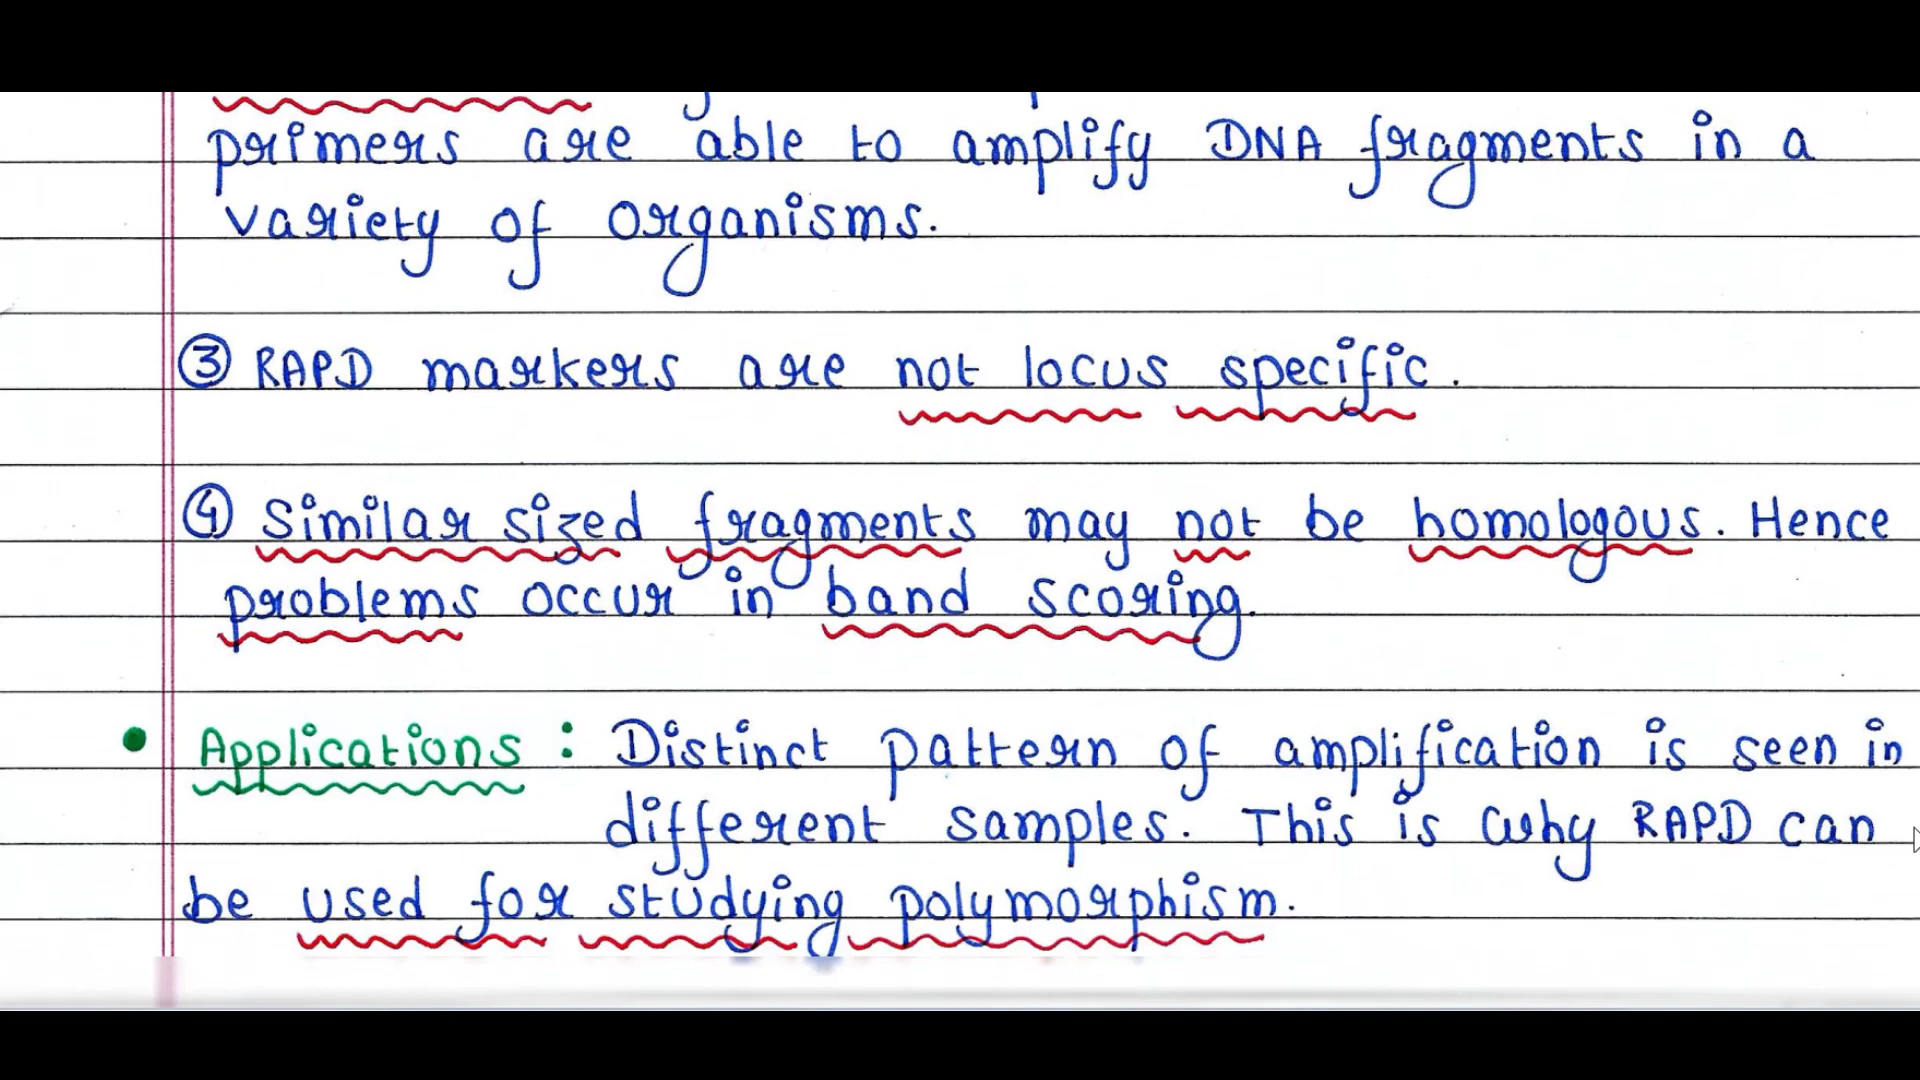 primers are able to amplify DNA fragments in a
variety of organisms.
③ RAPD markers are not locus specific.
④ Similar sized fragments may not be homologous. Hence
problems occur in band scoring.
• Applications : Distinct pattern of amplification is seen in
different samples. This is why RAPD can
be used for studying polymorphism.